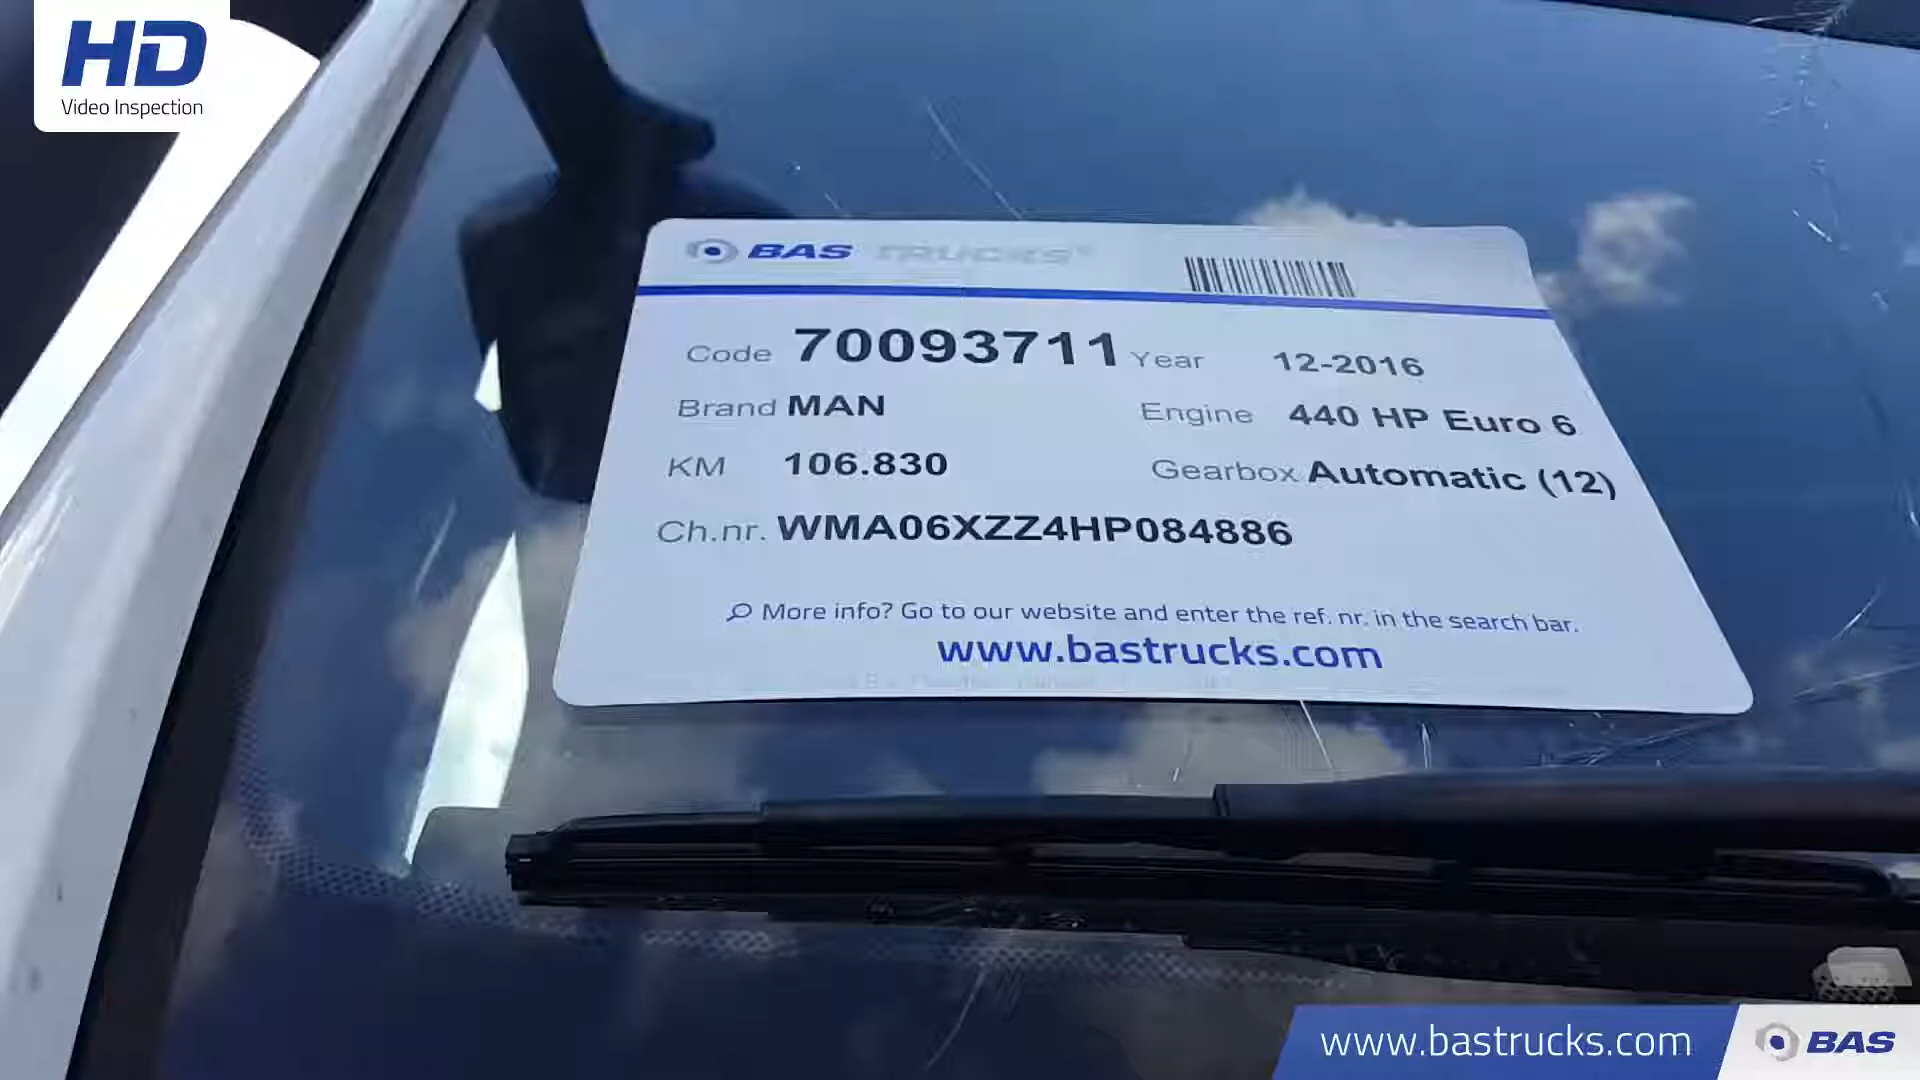 HD
Video Inspection
BAS TRUCKS
Code 70093711 Year 12-2016
Brand MAN Engine 440 HP Euro 6
KM 106.830 Gearbox Automatic (12)
Ch.nr. WMA06XZZ4HP084886
More info? Go to our website and enter the ref. nr. in the search bar.
www.bastrucks.com
www.bastrucks.com BAS